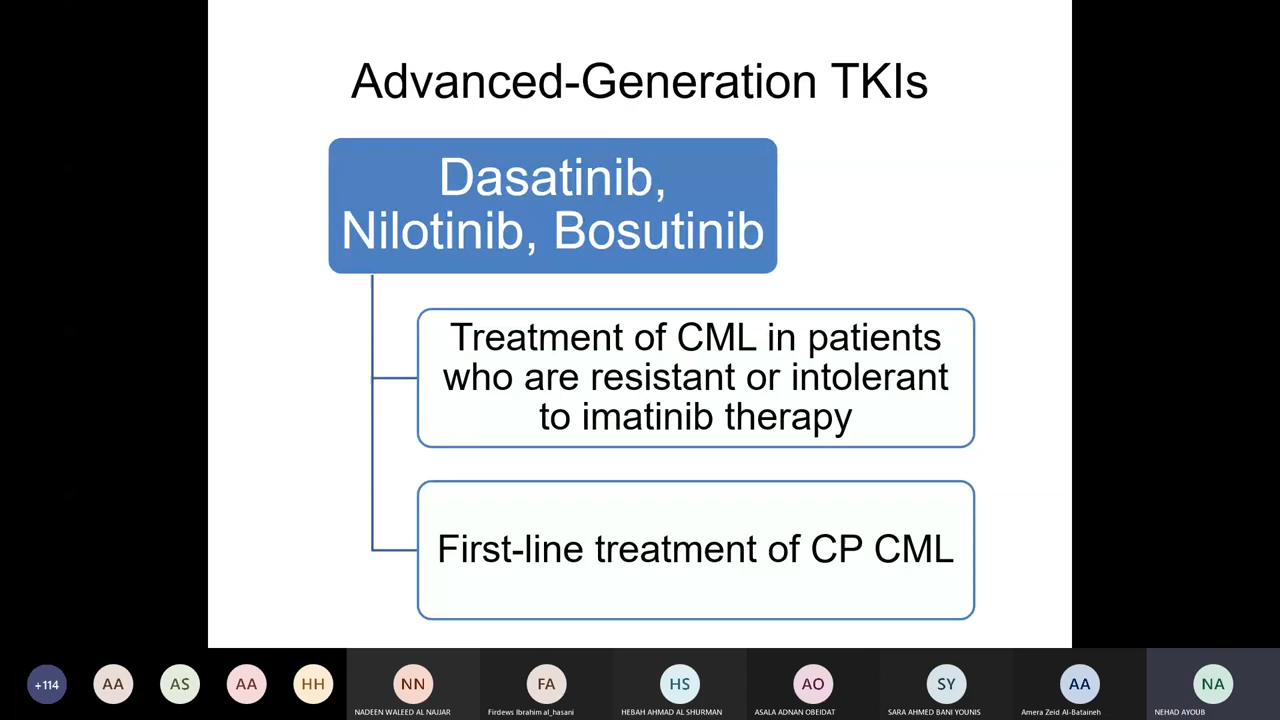 Advanced-Generation TKIs
Dasatinib,
Nilotinib, Bosutinib
Treatment of CML in patients
who are resistant or intolerant
to imatinib therapy
First-line treatment of CP CML
+114
AA
AS
AA
HH
NN
FA
HS
AO
SY
AA
NA
NADEEN WALEED AL NAJJAR
Firdews Ibrahim al_hasani
HEBAH AHMAD AL SHURMAN
ASALA ADNAN OBEIDAT
SARA AHMED BANI YOUNIS
Amera Zeid Al-Bataineh
NEHAD AYOUB